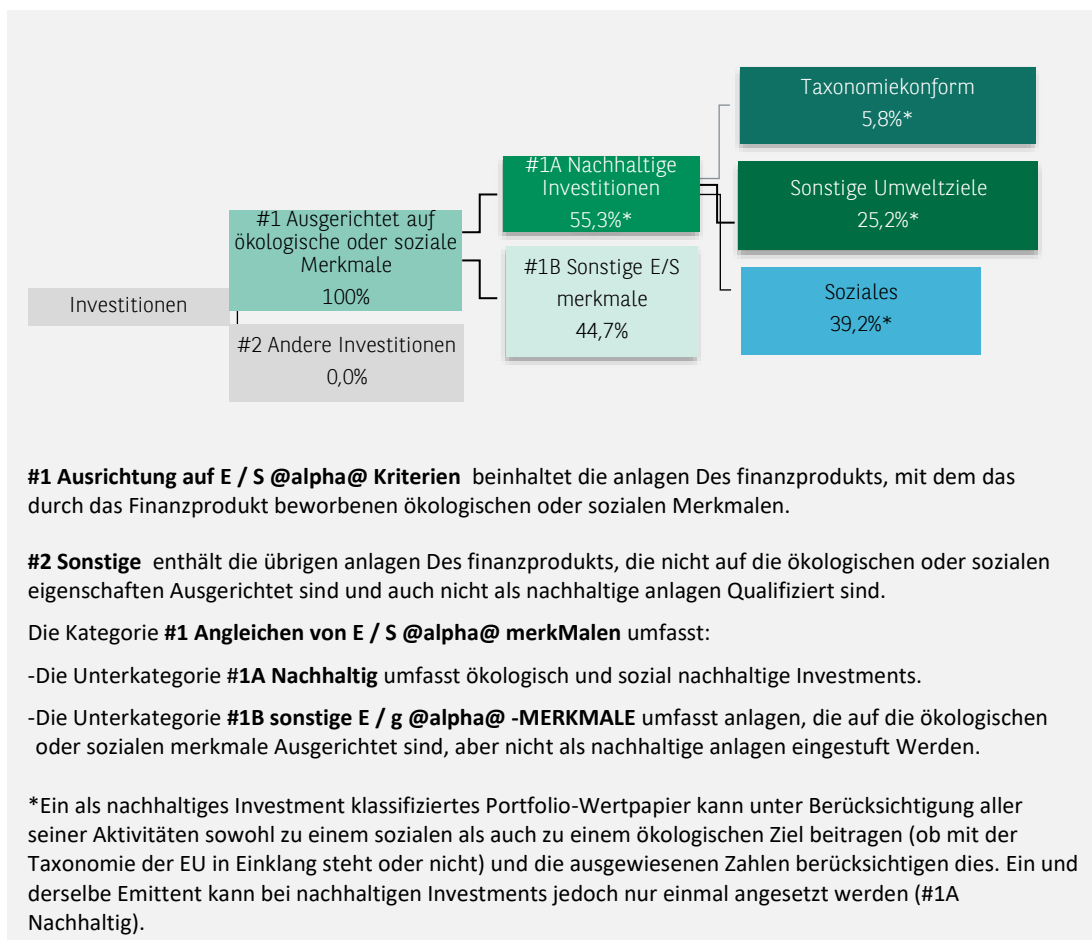 Investitionen
#1 Ausgerichtet auf
ökologische oder soziale
Merkmale
100%
#2 Andere Investitionen
0,0%
#1A Nachhaltige
Investitionen
55,3%*
#1B Sonstige E/S
merkmale
44,7%
Taxonomiekonform
5,8%*
Sonstige Umweltziele
25,2%*
Soziales
39,2%*
#1 Ausrichtung auf E / S @alpha@ Kriterien beinhaltet die anlagen Des finanzprodukts, mit dem das
durch das Finanzprodukt beworbenen ökologischen oder sozialen Merkmalen.
#2 Sonstige enthält die übrigen anlagen Des finanzprodukts, die nicht auf die ökologischen oder sozialen
eigenschaften Ausgerichtet sind und auch nicht als nachhaltige anlagen Qualifiziert sind.
Die Kategorie #1 Angleichen von E / S @alpha@ merkMalen umfasst:
-Die Unterkategorie #1A Nachhaltig umfasst ökologisch und sozial nachhaltige Investments.
-Die Unterkategorie #1B sonstige E / g @alpha@ -MERKMALE umfasst anlagen, die auf die ökologischen
oder sozialen merkmale Ausgerichtet sind, aber nicht als nachhaltige anlagen eingestuft Werden.
*Ein als nachhaltiges Investment klassifiziertes Portfolio-Wertpapier kann unter Berücksichtigung aller
seiner Aktivitäten sowohl zu einem sozialen als auch zu einem ökologischen Ziel beitragen (ob mit der
Taxonomie der EU in Einklang steht oder nicht) und die ausgewiesenen Zahlen berücksichtigen dies. Ein und
derselbe Emittent kann bei nachhaltigen Investments jedoch nur einmal angesetzt werden (#1A
Nachhaltig).